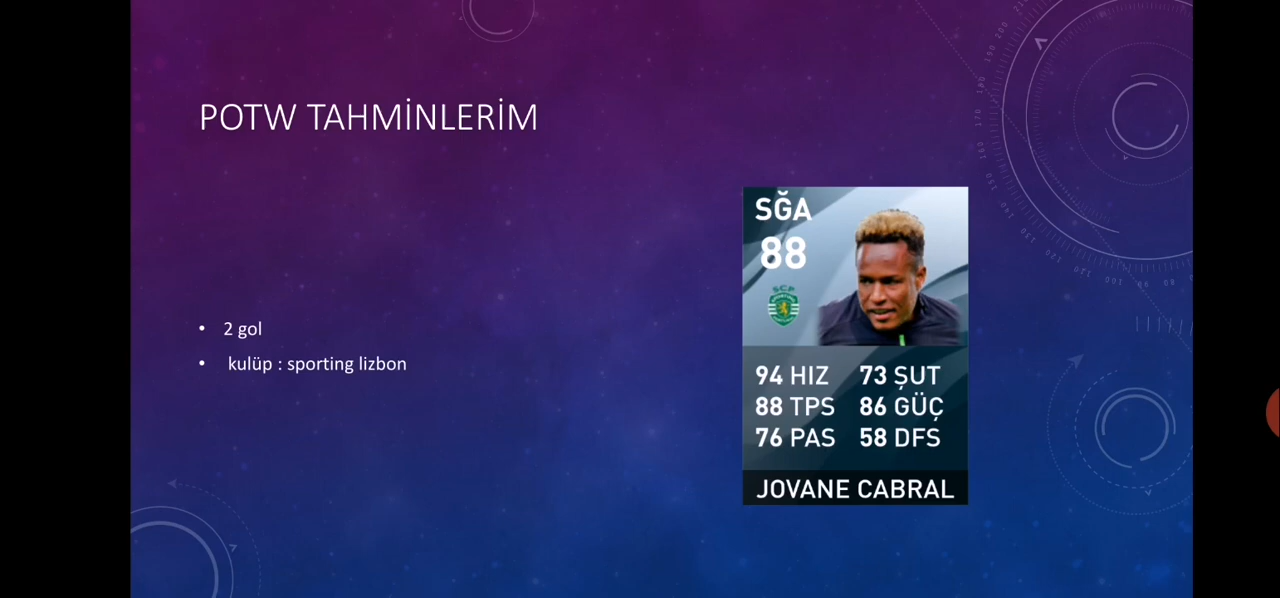 POTW TAHMİNLERİM
• 2 gol
• kulüp : sporting lizbon
SĞA
88
SCP
94 HIZ 73 ŞUT
88 TPS 86 GÜÇ
76 PAS 58 DFS
JOVANE CABRAL